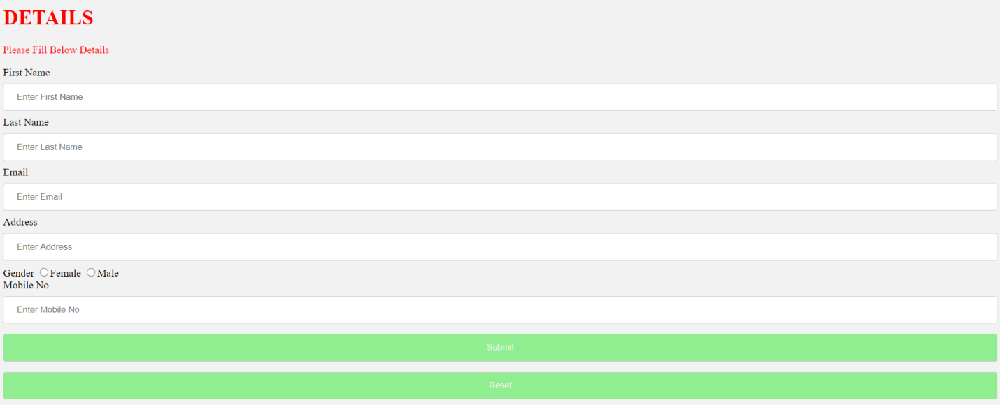 DETAILS
Please Fill Below Details
First Name
Enter First Name
Last Name
Enter Last Name
Email
Enter Email
Address
Enter Address
Gender Female Male
Mobile No
Enter Mobile No
Submit
Reset